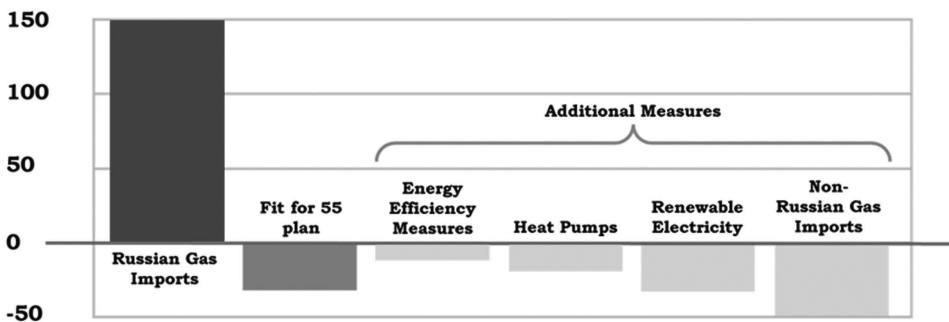 150
100
50
0
-50
Additional Measures
Russian Gas
Imports
Fit for 55
plan
Energy
Efficiency
Measures
Heat Pumps
Renewable
Electricity
Non-
Russian Gas
Imports